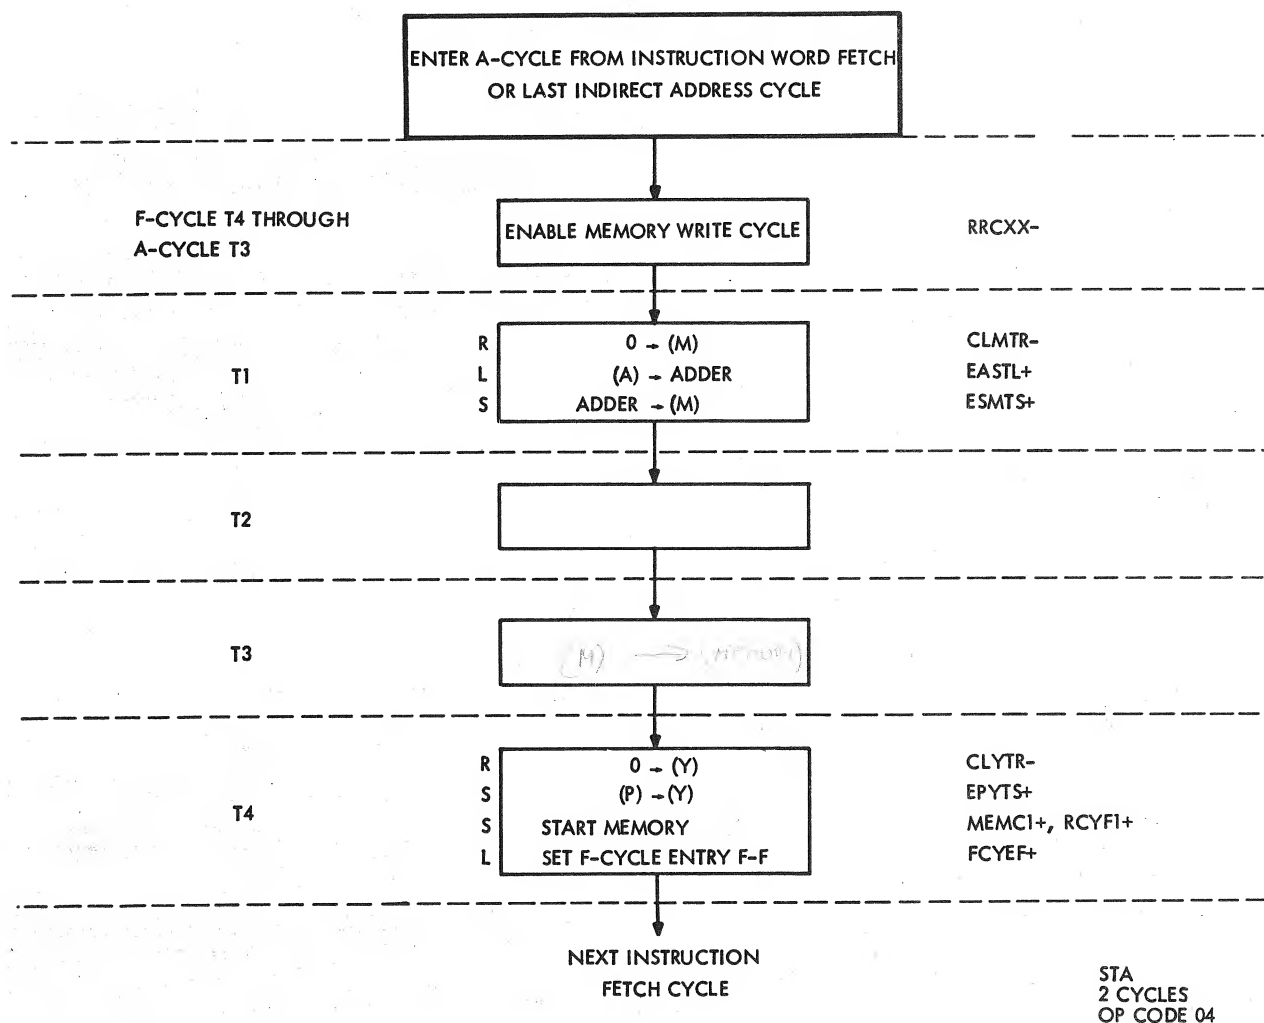 ENTER A-CYCLE FROM INSTRUCTION WORD FETCH
OR LAST INDIRECT ADDRESS CYCLE
F-CYCLE T4 THROUGH
A-CYCLE T3
ENABLE MEMORY WRITE CYCLE
RRCXX-
T1
R 0 → (M) CLMTR-
L (A) → ADDER EASTL+
S ADDER → (M) ESMTS+
T2
T3
(M) → (MEMORY)
T4
R 0 → (Y) CLYTR-
S (P) → (Y) EPYTS+
S START MEMORY MEMC1+, RCYF1+
L SET F-CYCLE ENTRY F-F FCYEF+
NEXT INSTRUCTION
FETCH CYCLE
STA
2 CYCLES
OP CODE 04